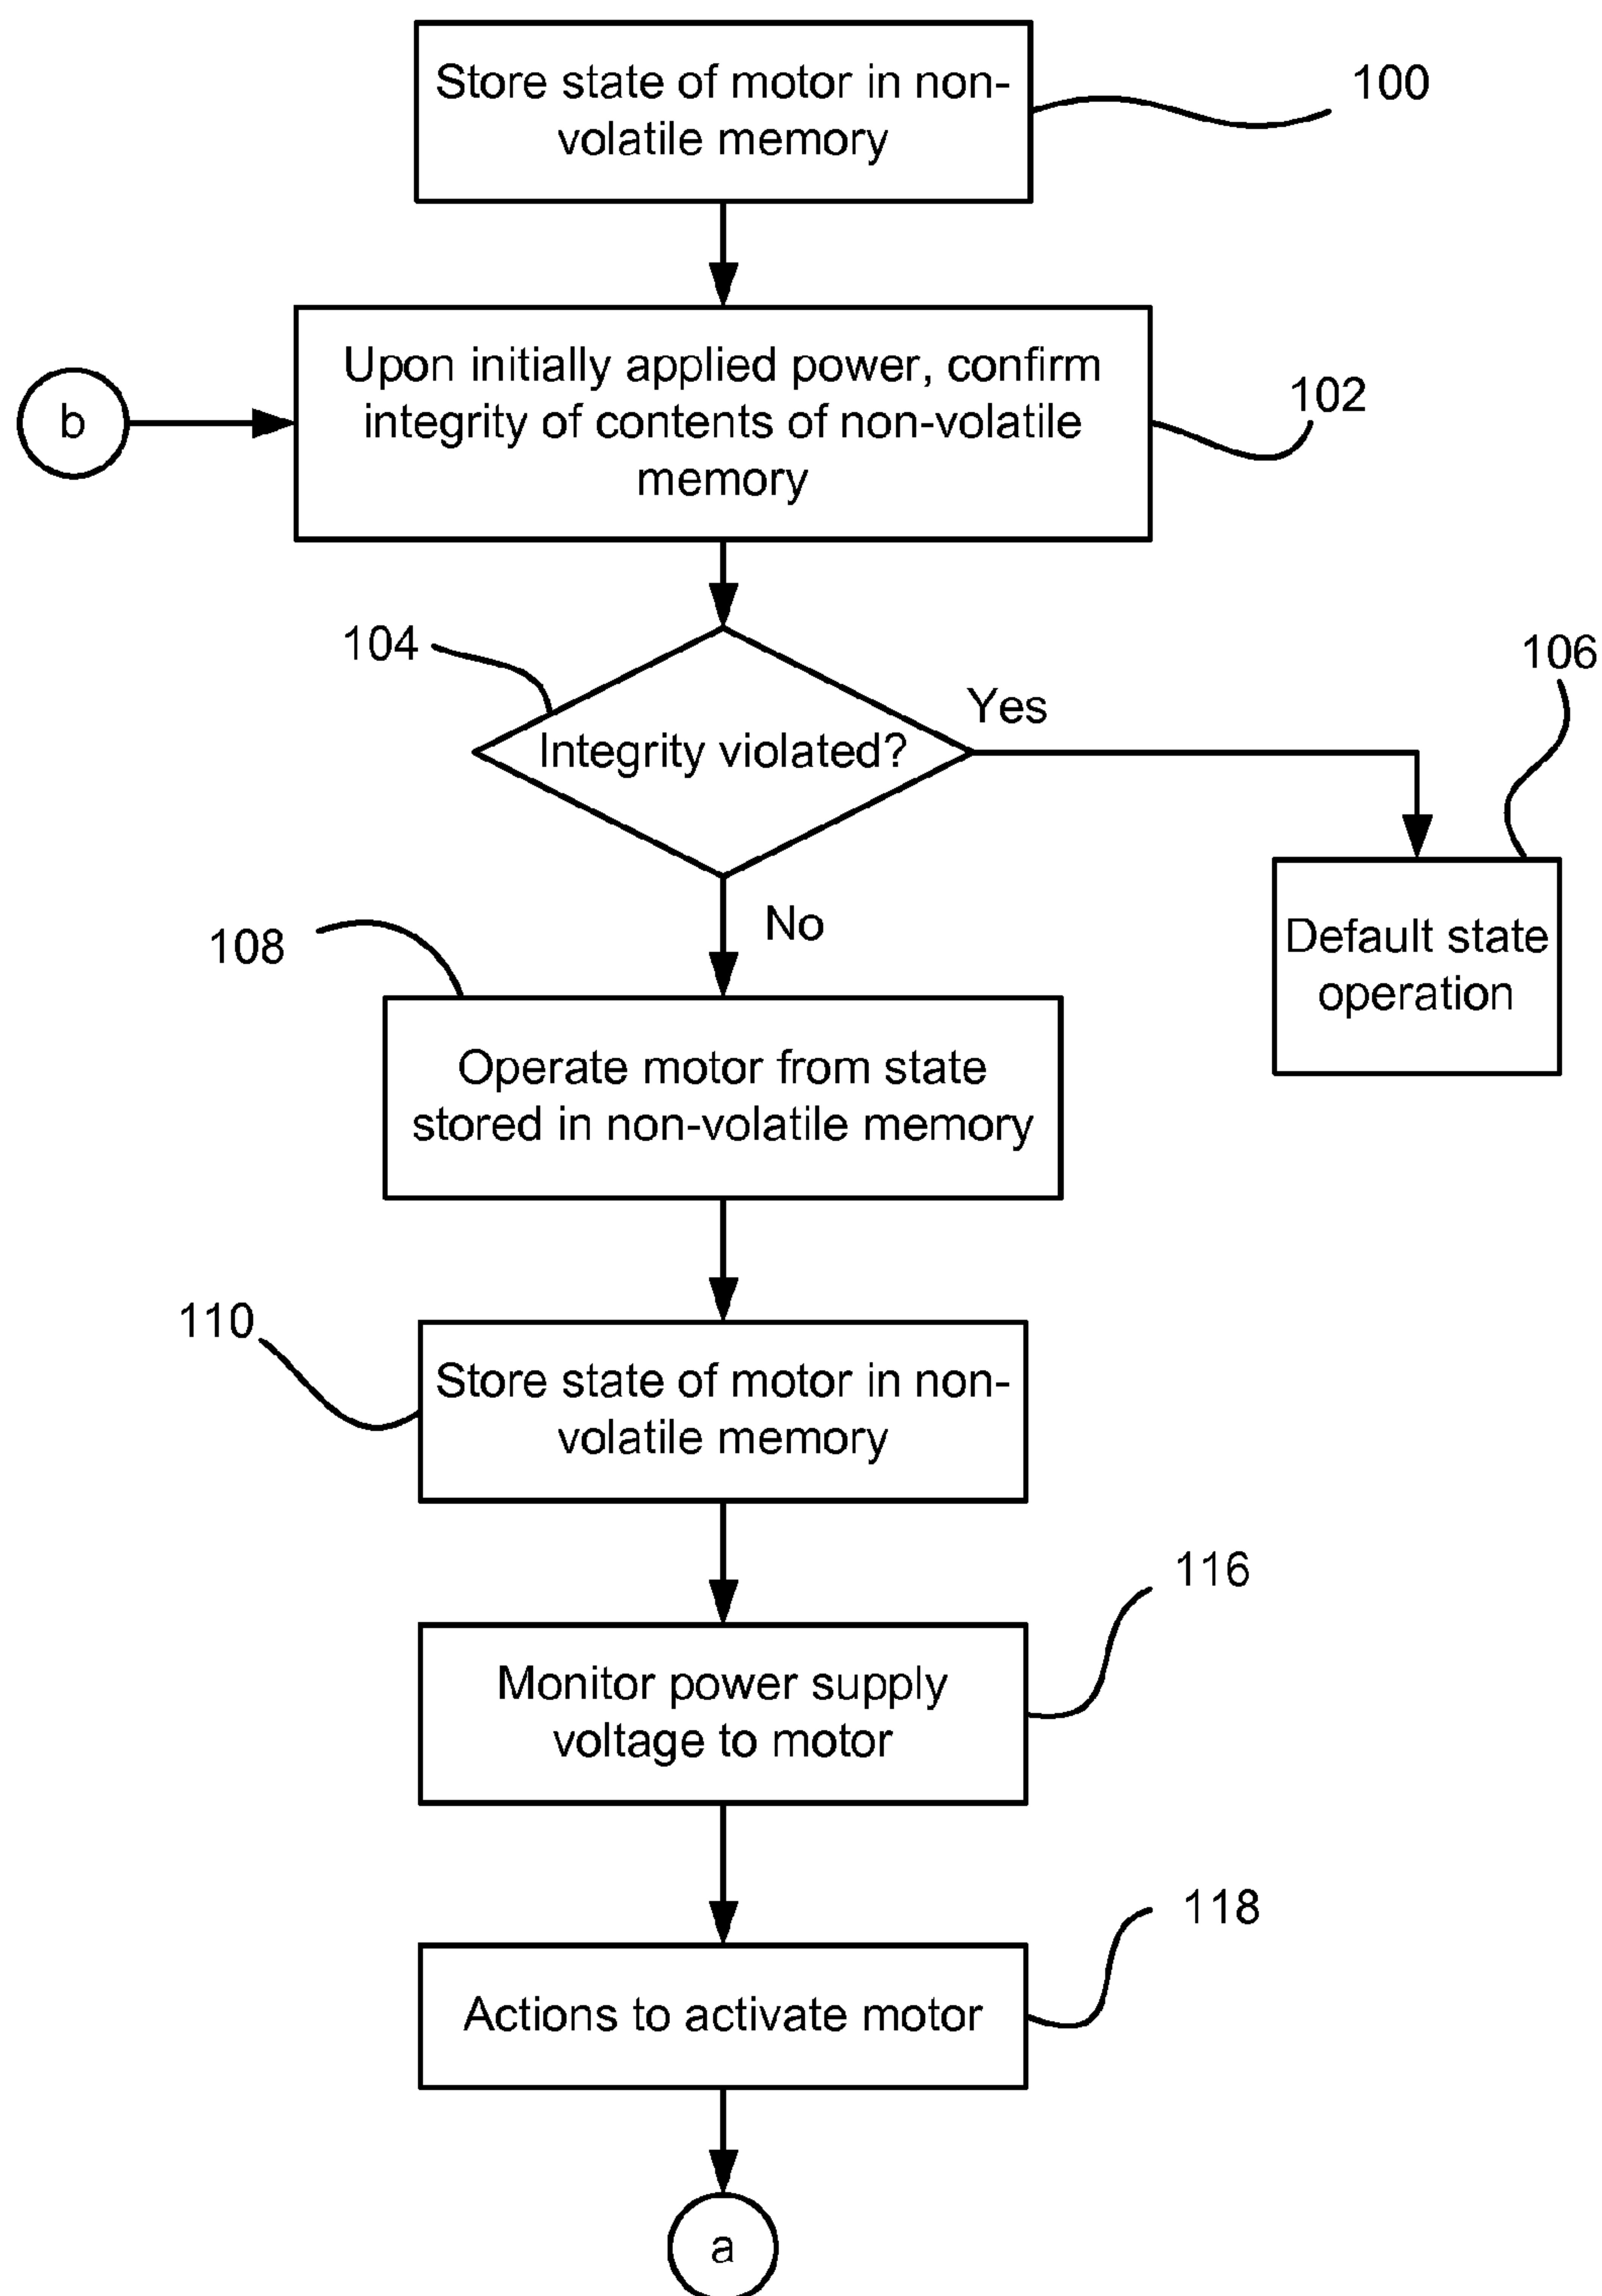 Store state of motor in non-
volatile memory
100
Upon initially applied power, confirm
integrity of contents of non-volatile
memory
102
b
104
Integrity violated?
Yes
106
Default state
operation
No
108
Operate motor from state
stored in non-volatile memory
110
Store state of motor in non-
volatile memory
116
Monitor power supply
voltage to motor
118
Actions to activate motor
a